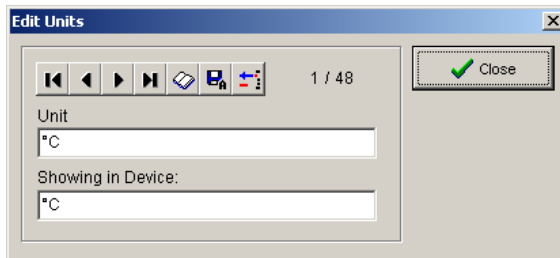 Edit Units
1 / 48
Close
Unit
°C
Showing in Device:
°C